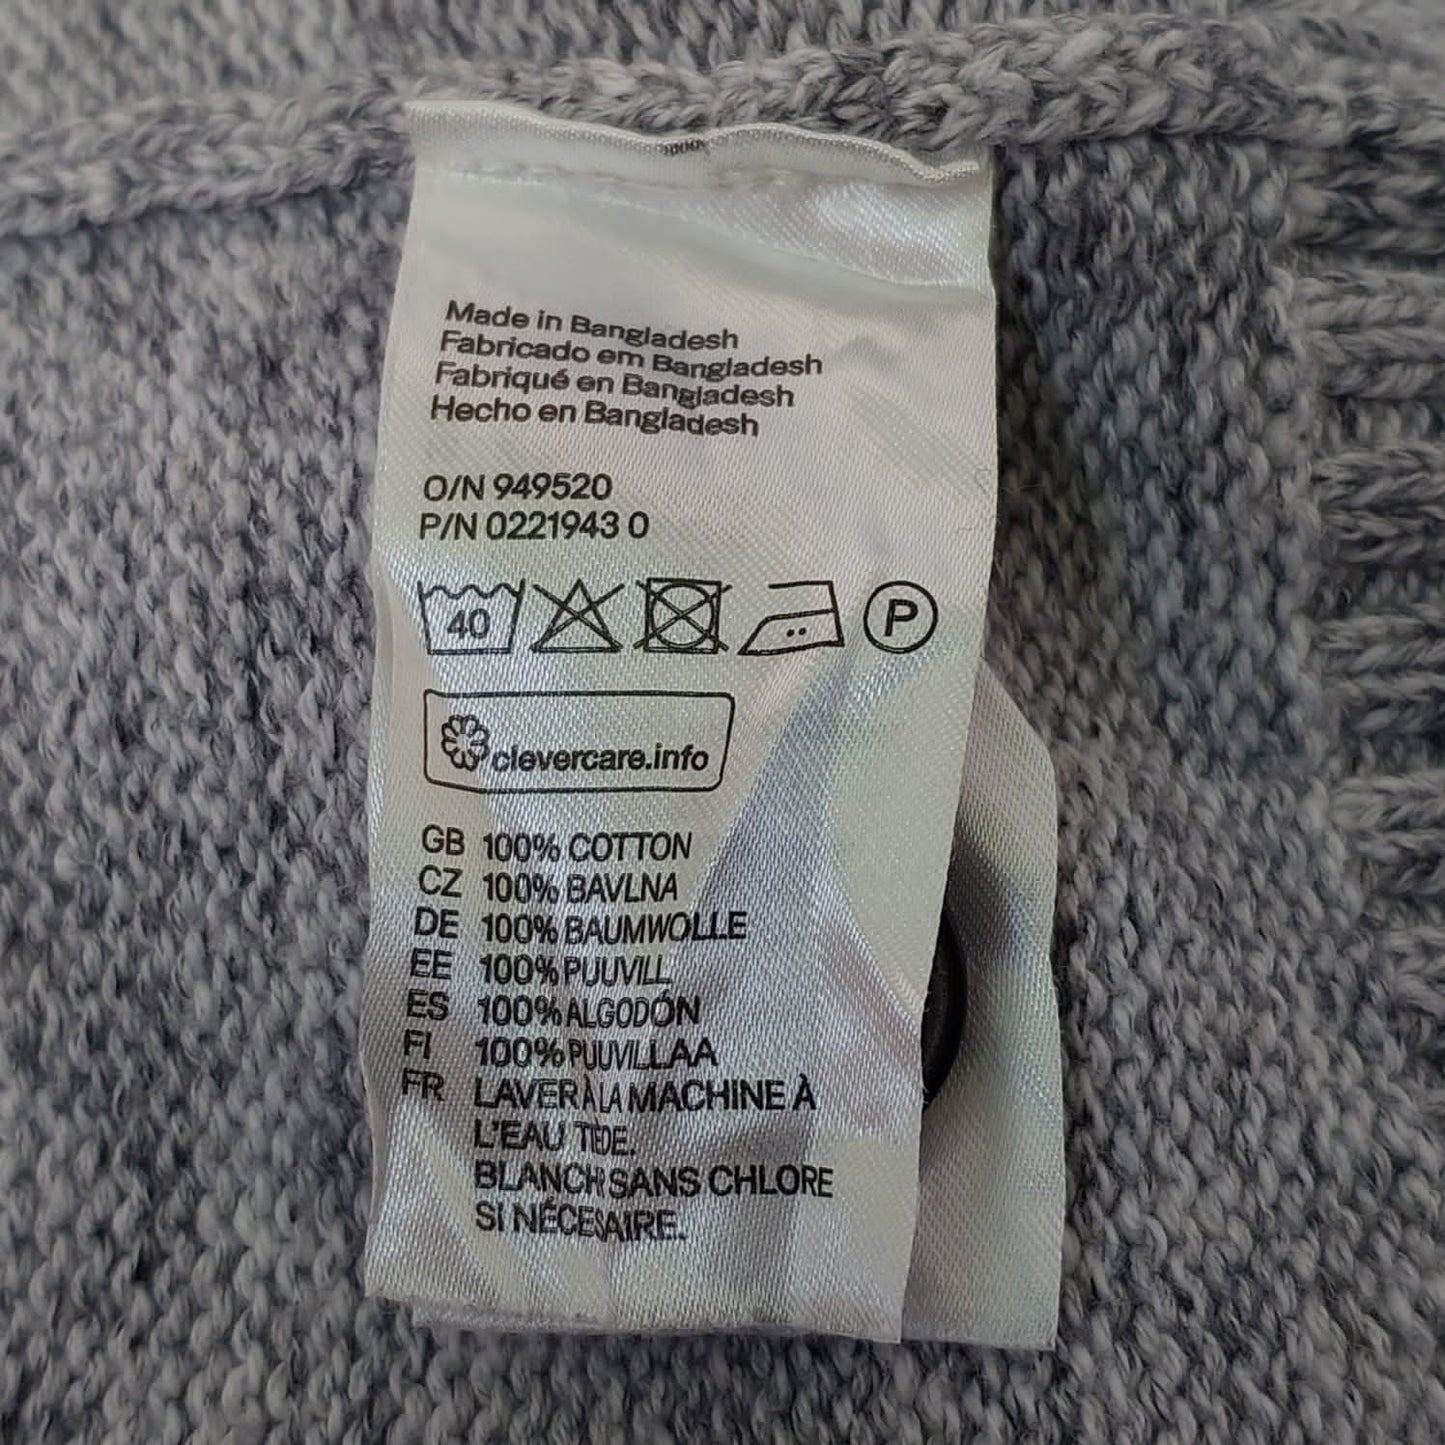 Made in Bangladesh
Fabricado em Bangladesh
Fabriqué en Bangladesh
Hecho en Bangladesh
O/N 949520
P/N 0221943 0
40 P
clevercare.info
GB 100% COTTON
CZ 100% BAVLNA
DE 100% BAUMWOLLE
EE 100% PUUVILL
ES 100% ALGODÓN
FI 100% PUUVILLAA
FR LAVER À LA MACHINE À
L'EAU TIÈDE.
BLANCH SANS CHLORE
SI NÉCESAIRE.